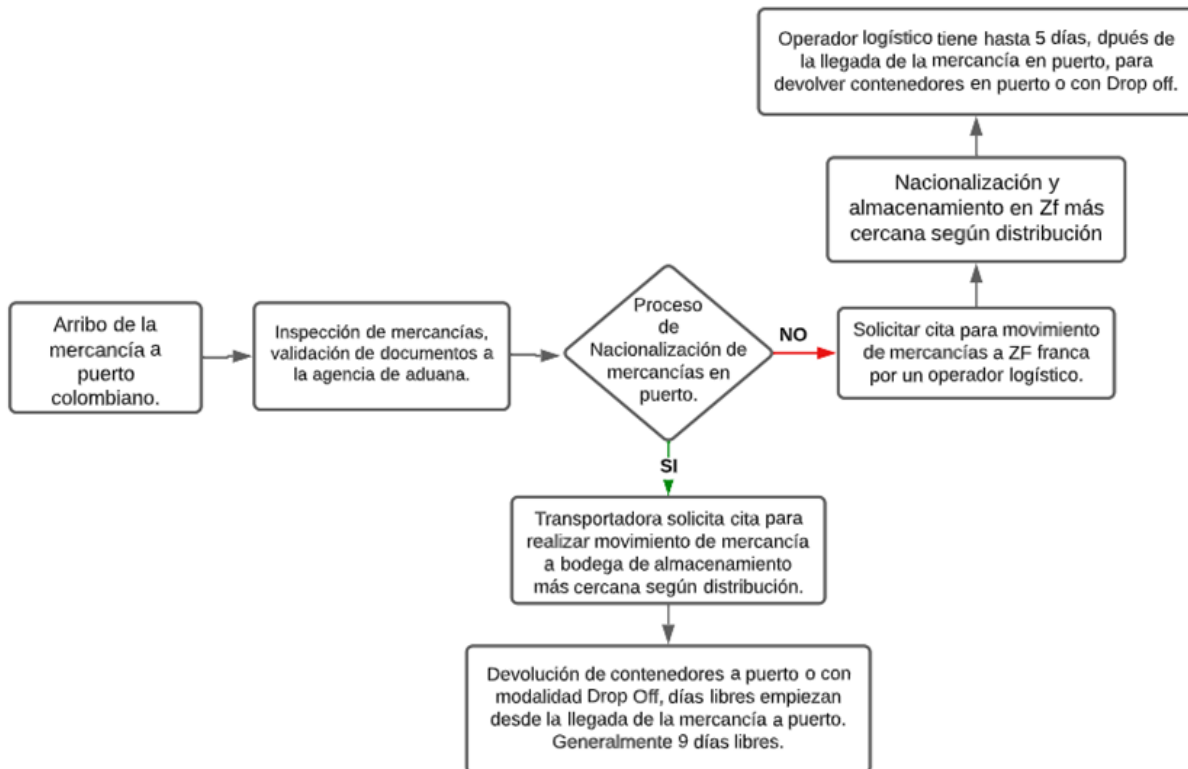 Arribo de la
mercancía a
puerto
colombiano.
Inspección de mercancías,
validación de documentos a
la agencia de aduana.
Proceso
de
Nacionalización de
mercancías en
puerto.
NO
Solicitar cita para movimiento
de mercancías a ZF franca
por un operador logístico.
Nacionalización y
almacenamiento en Zf más
cercana según distribución
Operador logístico tiene hasta 5 días, dpués de
la llegada de la mercancía en puerto, para
devolver contenedores en puerto o con Drop off.
SI
Transportadora solicita cita para
realizar movimiento de mercancía
a bodega de almacenamiento
más cercana según distribución.
Devolución de contenedores a puerto o con
modalidad Drop Off, días libres empiezan
desde la llegada de la mercancía a puerto.
Generalmente 9 días libres.